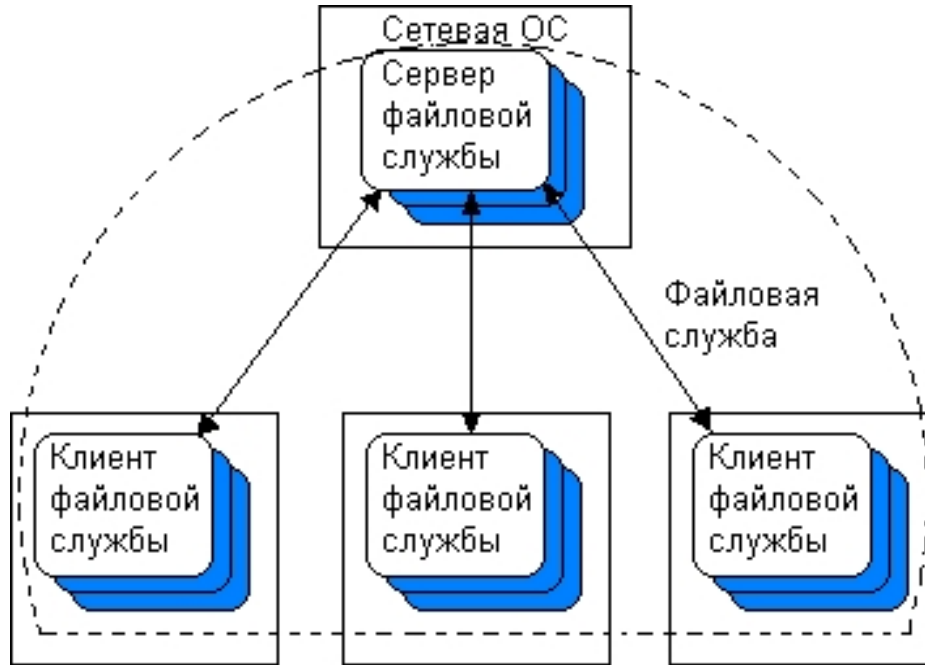 Сетевая ОС
Сервер
файловой
службы
Файловая
служба
Клиент
файловой
службы
Клиент
файловой
службы
Клиент
файловой
службы